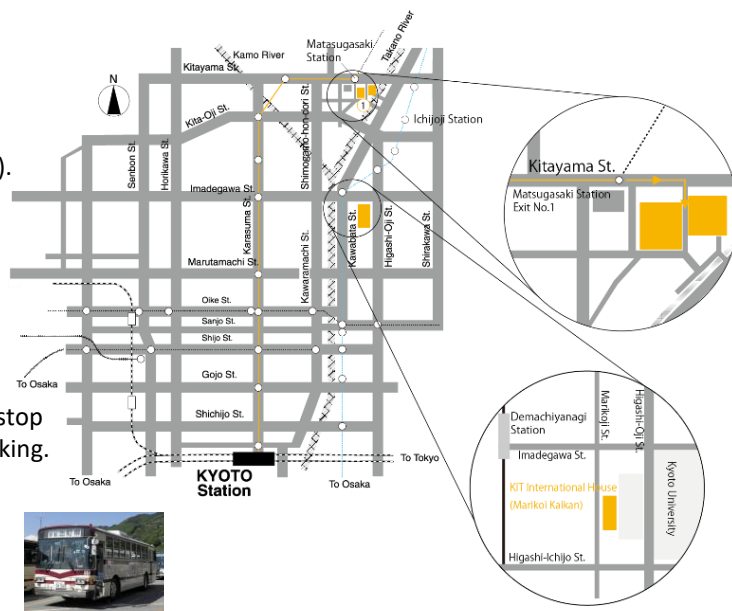 Matasugasaki
Station
Kamo River
Takano River
Kitayama St.
N
Kita-Oji St.
Shimogamo-hon-dori St.
Ichijoji Station
).
Senbon St.
Horikawa St.
Imadegawa St.
Karasuma St.
Kawabata St.
Higashi-Oji St.
Shirakawa St.
Marutamachi St.
Kawaramachi St.
Oike St.
Sanjo St.
Shijo St.
To Osaka
Gojo St.
stop
Shichijo St.
king.
To Tokyo
KYOTO
Station
To Osaka
To Osaka
1
Kitayama St.
Matsugasaki Station
Exit No.1
Demachiyanagi
Station
Marikoji St.
Higashi-Oji St.
Imadegawa St.
KIT International House
(Marikoi Kaikan)
Kyoto University
Higashi-Ichijo St.